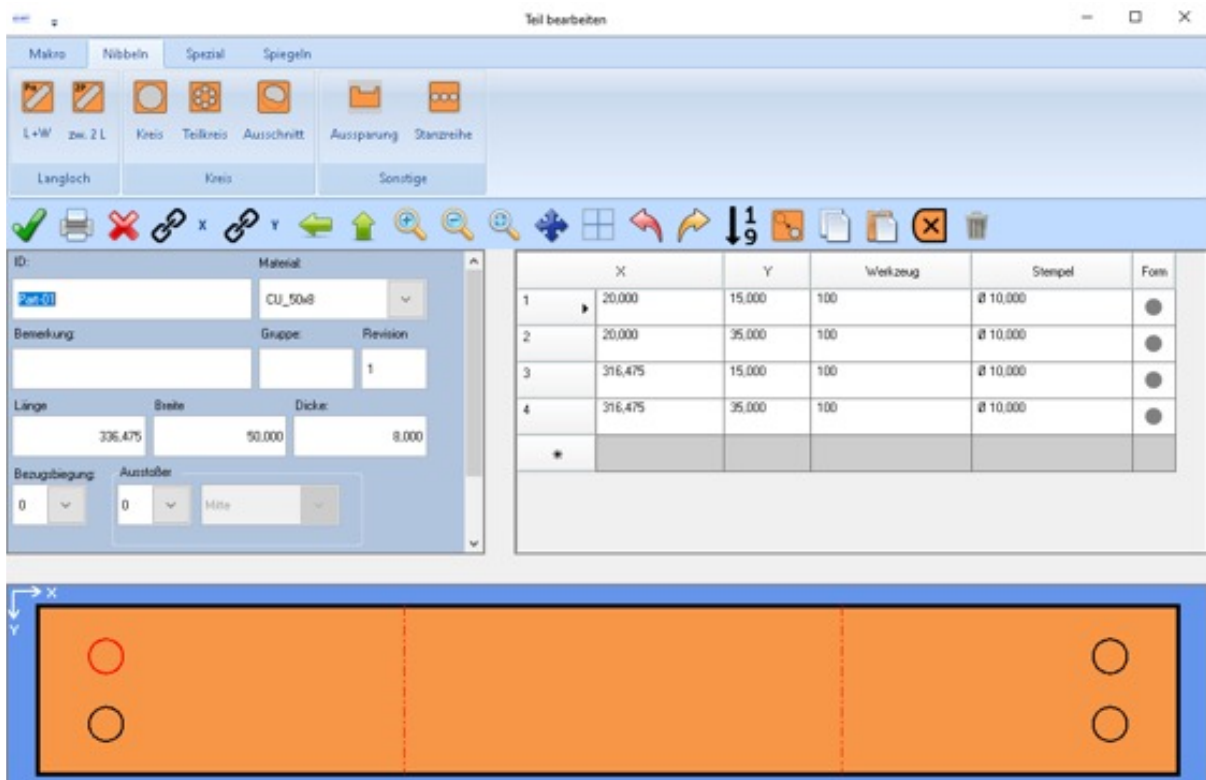 Teil bearbeiten
Makro Nibbeln Spezial Spiegeln
L+W zw. 2 L Kreis Teilkreis Ausschnitt Aussparung Stanzreihe
Langloch Kreis Sonstige
X Y 1 9
ID: Material:
Part-01 CU_50x8
Bemerkung: Gruppe: Revision
1
Länge Breite Dicke:
336,475 50,000 8,000
Bezugsbiegung: Ausstoßer
0 0 Mitte
X Y Werkzeug Stempel Form
1 20,000 15,000 100 Ø 10,000
2 20,000 35,000 100 Ø 10,000
3 316,475 15,000 100 Ø 10,000
4 316,475 35,000 100 Ø 10,000
X
Y